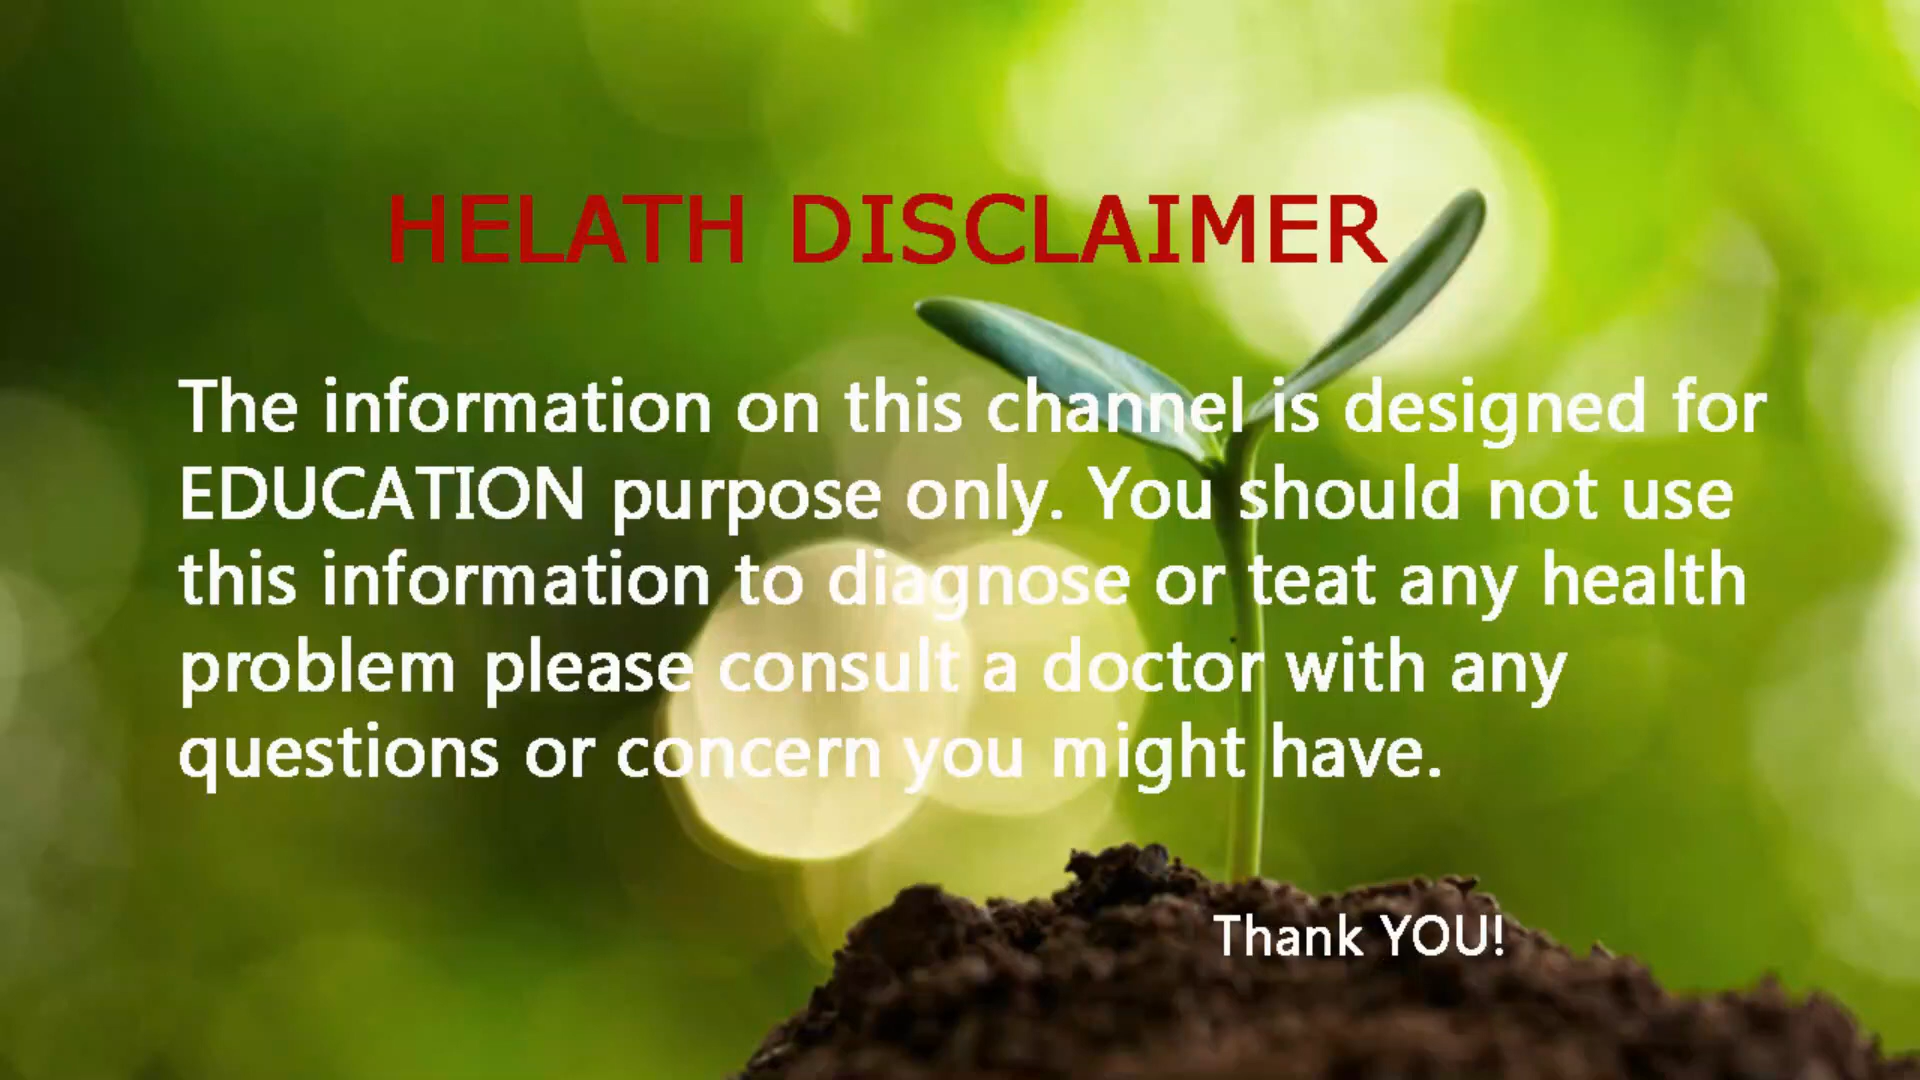 HELATH DISCLAIMER
The information on this channel is designed for
EDUCATION purpose only. You should not use
this information to diagnose or teat any health
problem please consult a doctor with any
questions or concern you might have.
Thank YOU!